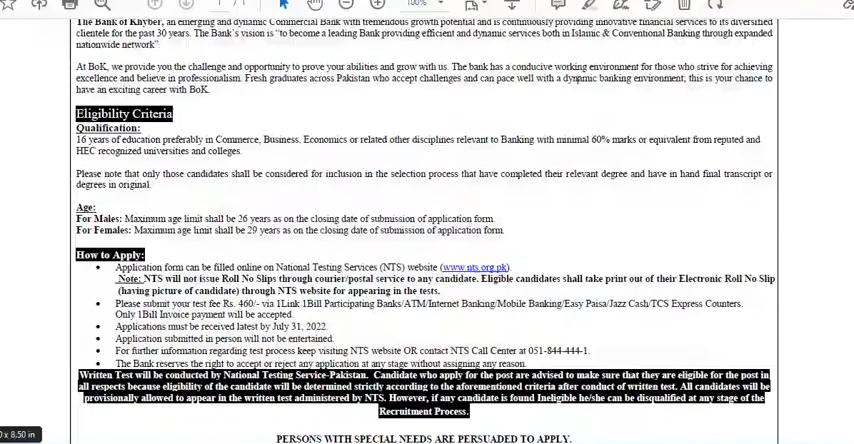 1 / 1
100%
The Bank of Khyber, an emerging and dynamic Commercial Bank with tremendous growth potential and is continuously providing innovative financial services to its diversified
clientele for the past 30 years. The Bank's vision is "to become a leading Bank providing efficient and dynamic services both in Islamic & Conventional Banking through expanded
nationwide network".
At BoK, we provide you the challenge and opportunity to prove your abilities and grow with us. The bank has a conducive working environment for those who strive for achieving
excellence and believe in professionalism. Fresh graduates across Pakistan who accept challenges and can pace well with a dynamic banking environment; this is your chance to
have an exciting career with BoK.
Eligibility Criteria
Qualification:
16 years of education preferably in Commerce, Business, Economics or related other disciplines relevant to Banking with minimal 60% marks or equivalent from reputed and
HEC recognized universities and colleges.
Please note that only those candidates shall be considered for inclusion in the selection process that have completed their relevant degree and have in hand final transcript or
degrees in original.
Age:
For Males: Maximum age limit shall be 26 years as on the closing date of submission of application form.
For Females: Maximum age limit shall be 29 years as on the closing date of submission of application form.
How to Apply:
• Application form can be filled online on National Testing Services (NTS) website (www.nts.org.pk).
Note: NTS will not issue Roll No Slips through courier/postal service to any candidate. Eligible candidates shall take print out of their Electronic Roll No Slip
(having picture of candidate) through NTS website for appearing in the tests.
• Please submit your test fee Rs. 460/- via 1Link 1Bill Participating Banks/ATM/Internet Banking/Mobile Banking/Easy Paisa/Jazz Cash/TCS Express Counters.
Only 1Bill Invoice payment will be accepted.
• Applications must be received latest by July 31, 2022.
• Application submitted in person will not be entertained.
• For further information regarding test process keep visiting NTS website OR contact NTS Call Center at 051-844-444-1.
• The Bank reserves the right to accept or reject any application at any stage without assigning any reason.
Written Test will be conducted by National Testing Service-Pakistan. Candidate who apply for the post are advised to make sure that they are eligible for the post in
all respects because eligibility of the candidate will be determined strictly according to the aforementioned criteria after conduct of written test. All candidates will be
provisionally allowed to appear in the written test administered by NTS. However, if any candidate is found Ineligible he/she can be disqualified at any stage of the
Recruitment Process.
0 x 8.50 in
PERSONS WITH SPECIAL NEEDS ARE PERSUADED TO APPLY.